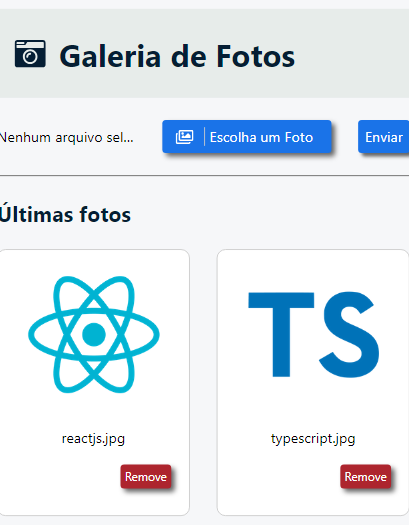 Galeria de Fotos
Nenhum arquivo sel... Escolha um Foto Enviar
Últimas fotos
TS
reactjs.jpg typescript.jpg
Remove Remove